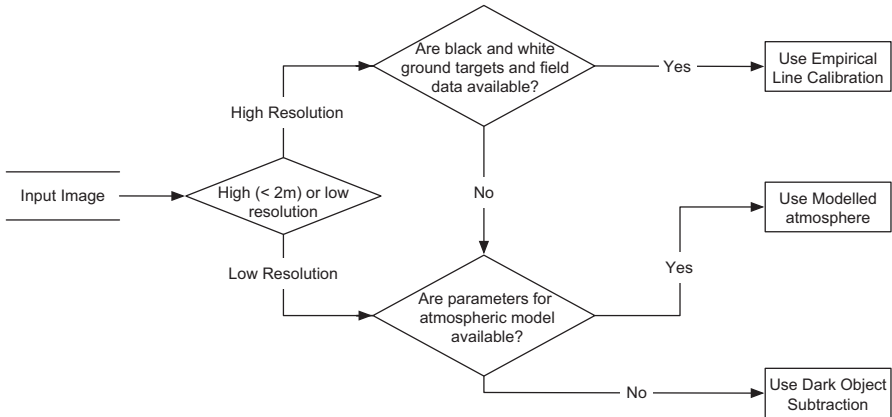 Are black and white
ground targets and field
data available?
Yes
Use Empirical
Line Calibration
High Resolution
Input Image
High (< 2m) or low
resolution
No
Use Modelled
atmosphere
Low Resolution
Yes
Are parameters for
atmospheric model
available?
No
Use Dark Object
Subtraction